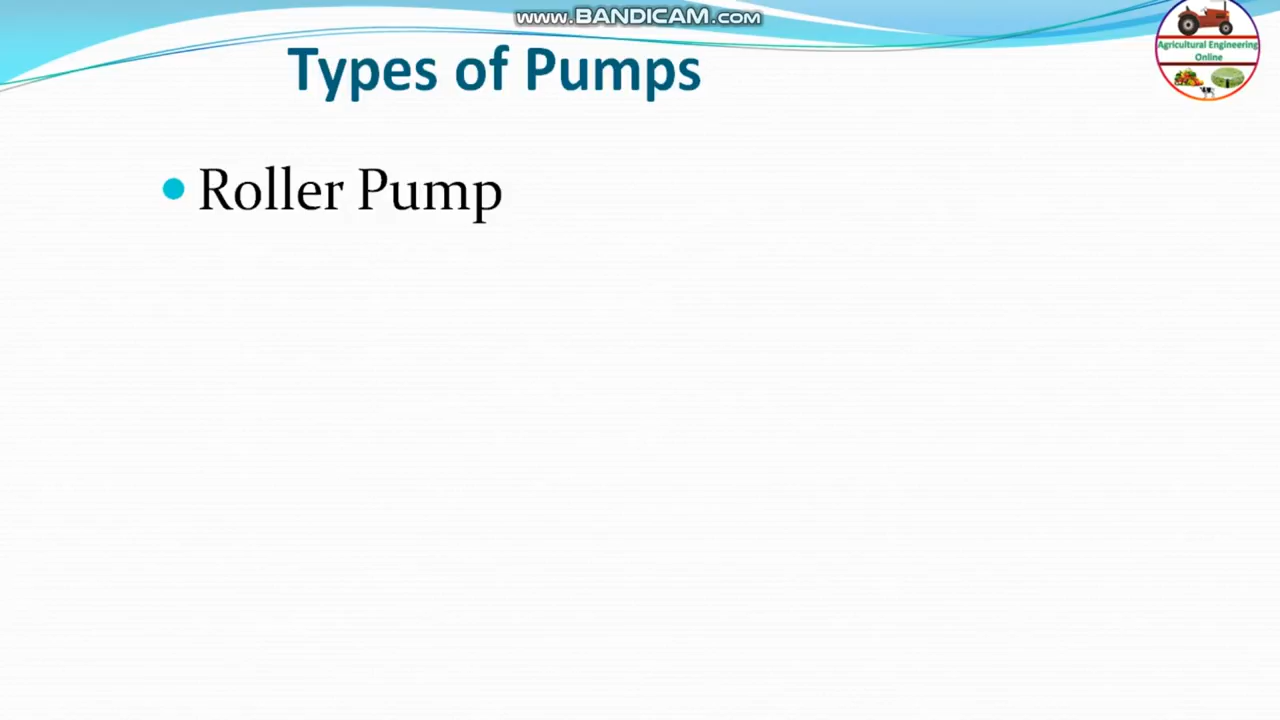 www.BANDICAM.com
Types of Pumps
Agricultural Engineering
Online
Roller Pump